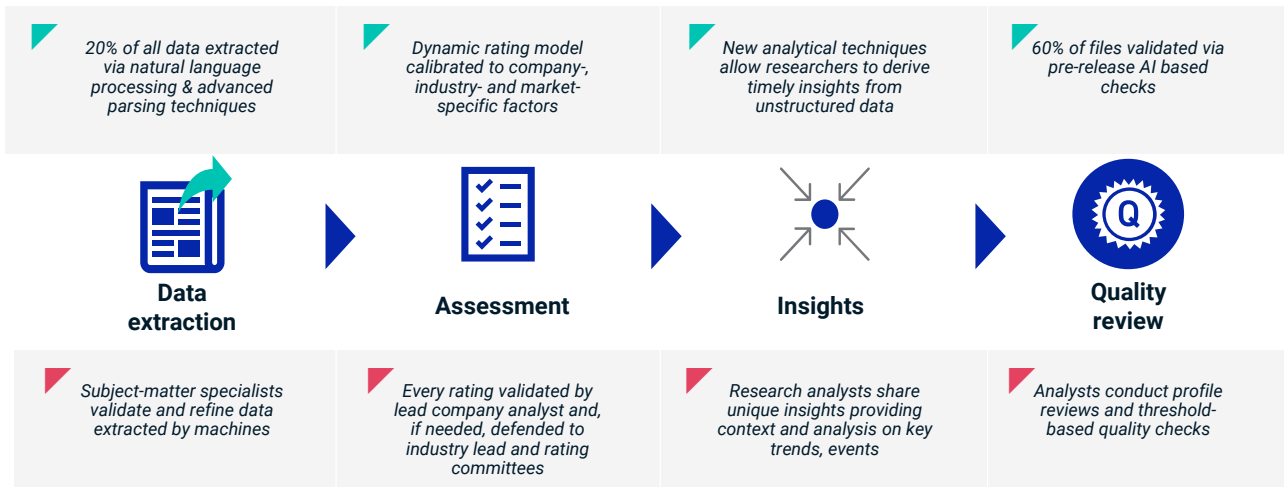 20% of all data extracted
via natural language
processing & advanced
parsing techniques
Dynamic rating model
calibrated to company-,
industry- and market-
specific factors
New analytical techniques
allow researchers to derive
timely insights from
unstructured data
60% of files validated via
pre-release AI based
checks
Data
extraction
Assessment
Insights
Q
Quality
review
Subject-matter specialists
validate and refine data
extracted by machines
Every rating validated by
lead company analyst and,
if needed, defended to
industry lead and rating
committees
Research analysts share
unique insights providing
context and analysis on key
trends, events
Analysts conduct profile
reviews and threshold-
based quality checks